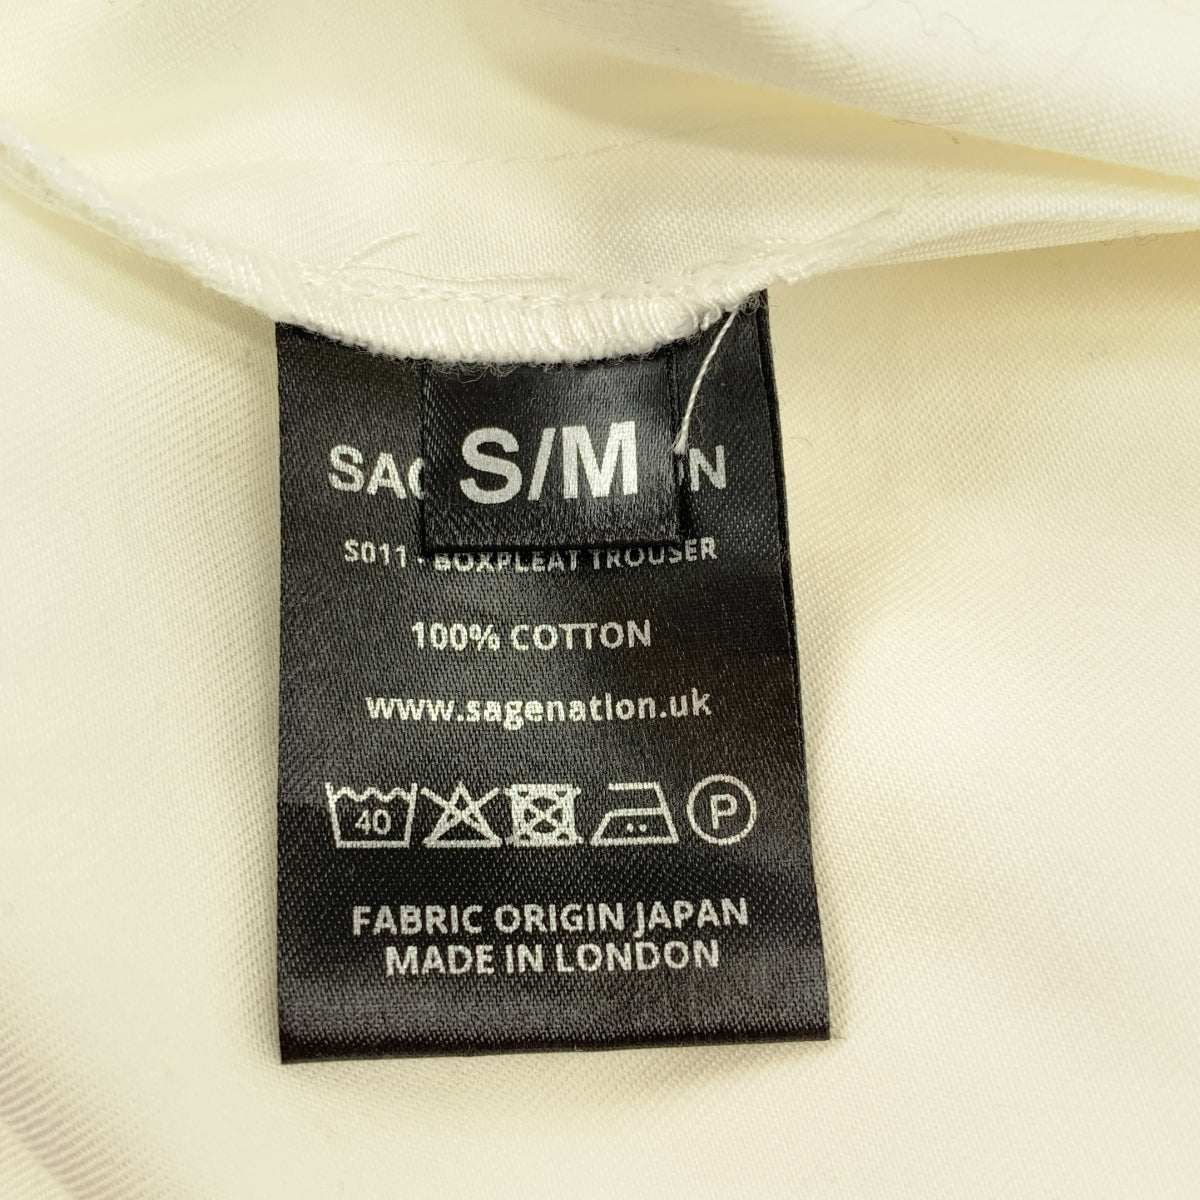 S/M
S011 · BOXPLEAT TROUSER
100% COTTON
www.sagenation.uk
40 P
FABRIC ORIGIN JAPAN
MADE IN LONDON